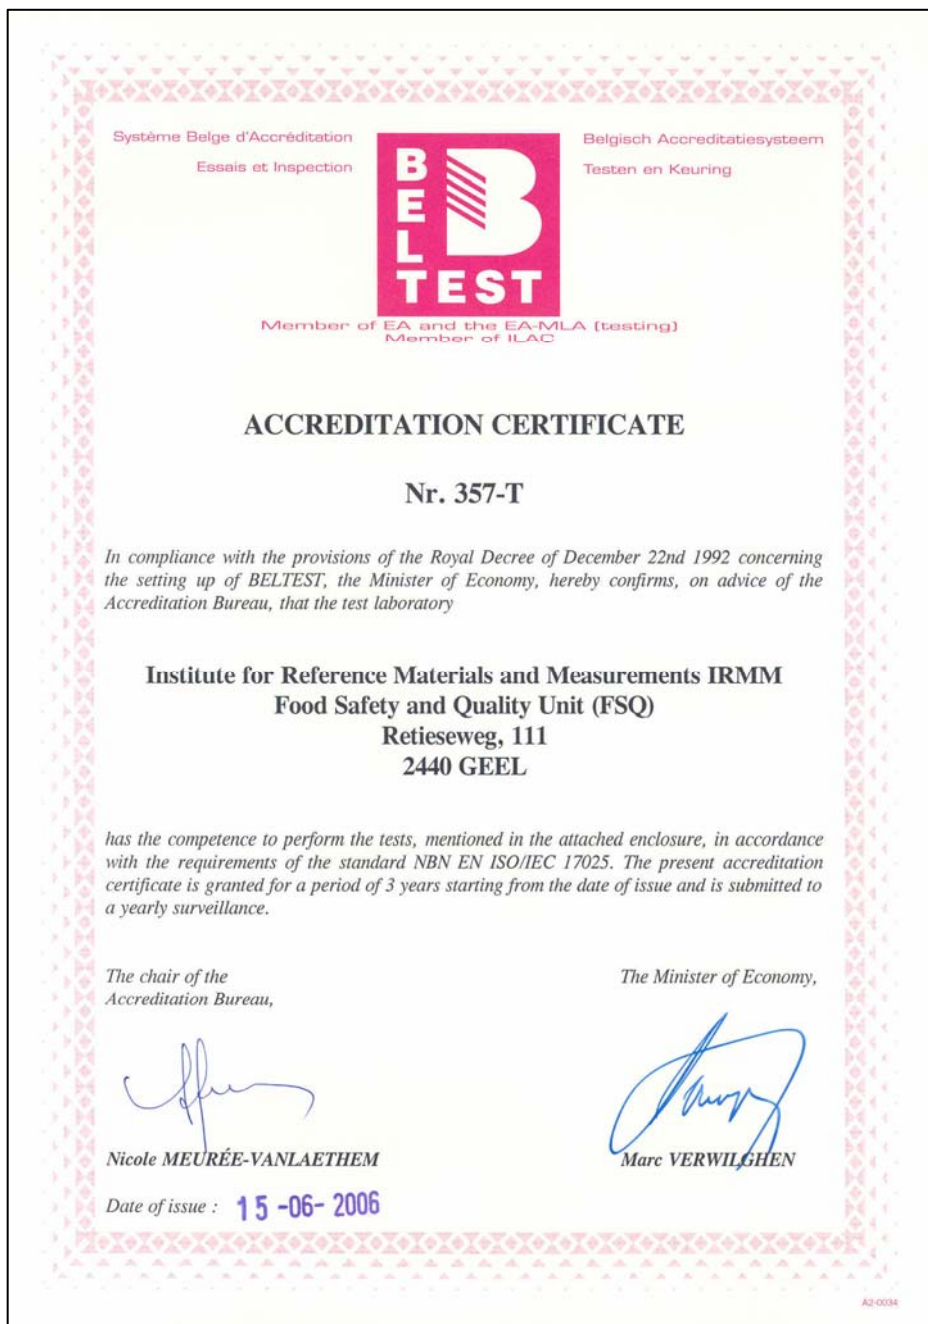 Système Belge d'Accréditation
Essais et Inspection
BELTEST
B
Belgisch Accreditatiesysteem
Testen en Keuring
Member of EA and the EA-MLA (testing)
Member of ILAC
ACCREDITATION CERTIFICATE
Nr. 357-T
In compliance with the provisions of the Royal Decree of December 22nd 1992 concerning
the setting up of BELTEST, the Minister of Economy, hereby confirms, on advice of the
Accreditation Bureau, that the test laboratory
Institute for Reference Materials and Measurements IRMM
Food Safety and Quality Unit (FSQ)
Retieseweg, 111
2440 GEEL
has the competence to perform the tests, mentioned in the attached enclosure, in accordance
with the requirements of the standard NBN EN ISO/IEC 17025. The present accreditation
certificate is granted for a period of 3 years starting from the date of issue and is submitted to
a yearly surveillance.
The chair of the
Accreditation Bureau,
The Minister of Economy,
Nicole MEURÉE-VANLAETHEM
Marc VERWILGHEN
Date of issue : 15-06-2006
A2-0034